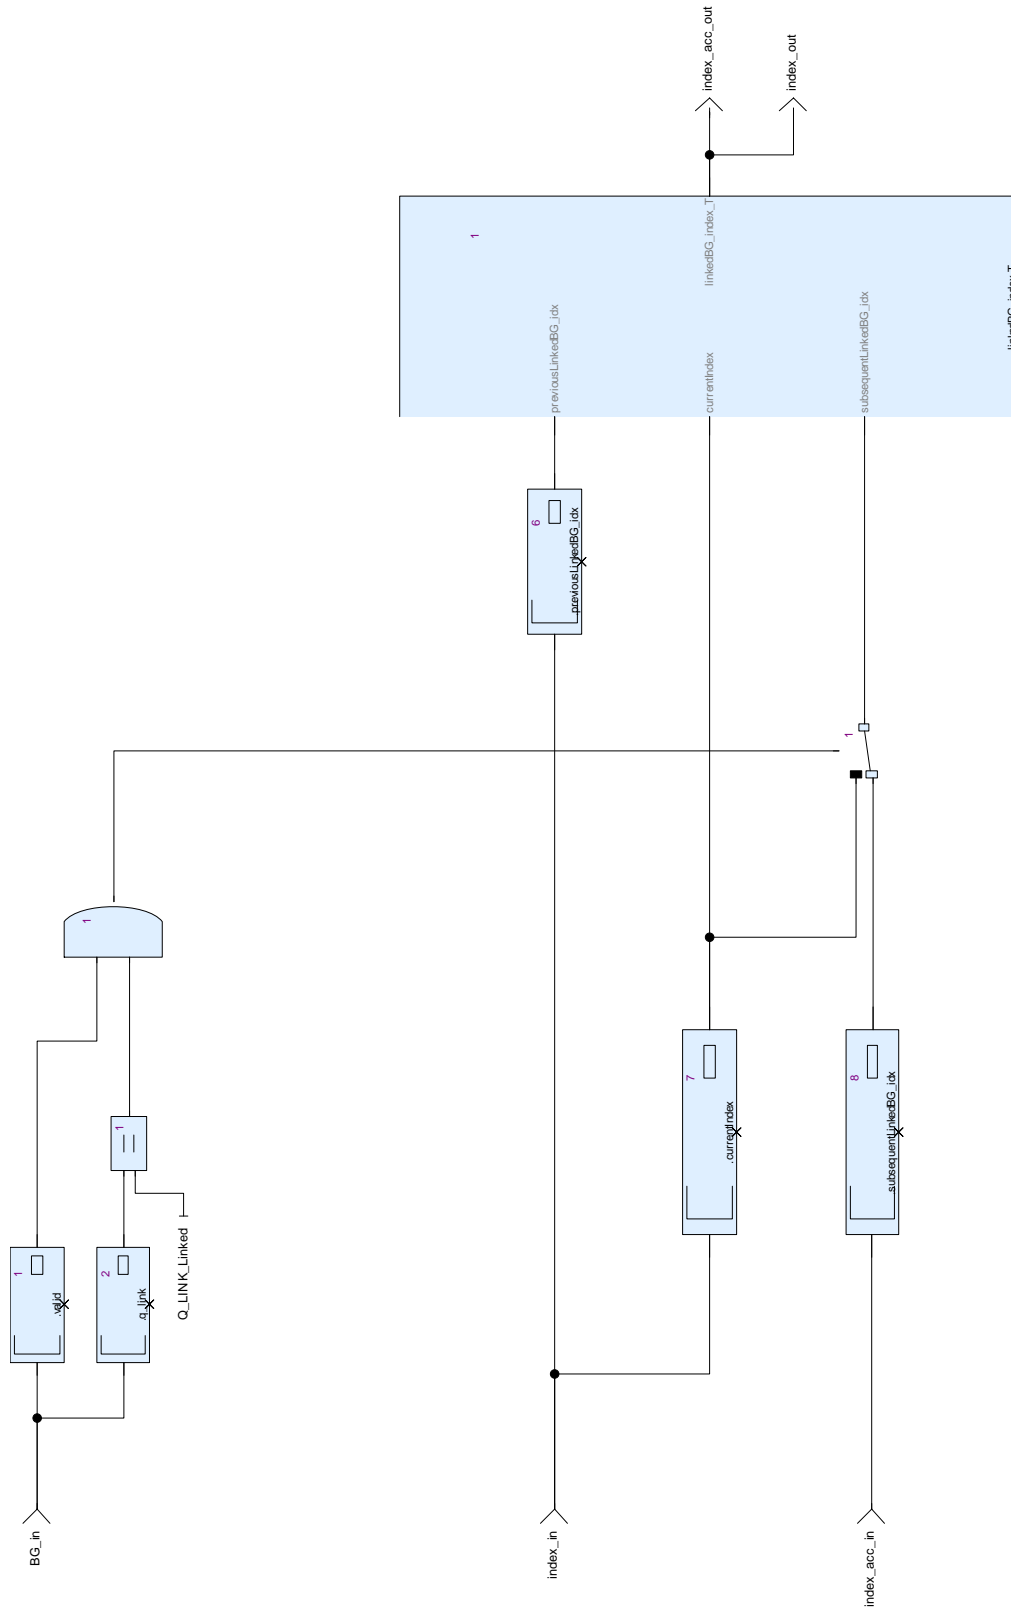 BG_in
1
.valid
2
.q_link
Q_LINK_Linked
1
1
index_in
6
.previousLinkedBG_idx
7
.currentIndex
index_acc_in
8
.subsequentLinkedBG_idx
1
1
previousLinkedBG_idx
currentIndex
subsequentLinkedBG_idx
linkedBG_index_T
index_acc_out
index_out